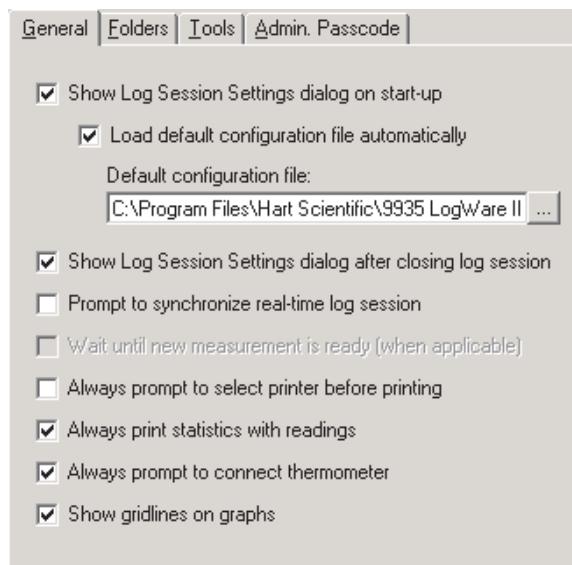 General Folders Tools Admin. Passcode
Show Log Session Settings dialog on start-up
Load default configuration file automatically
Default configuration file:
C:\Program Files\Hart Scientific\9935 LogWare II ...
Show Log Session Settings dialog after closing log session
Prompt to synchronize real-time log session
Wait until new measurement is ready (when applicable)
Always prompt to select printer before printing
Always print statistics with readings
Always prompt to connect thermometer
Show gridlines on graphs